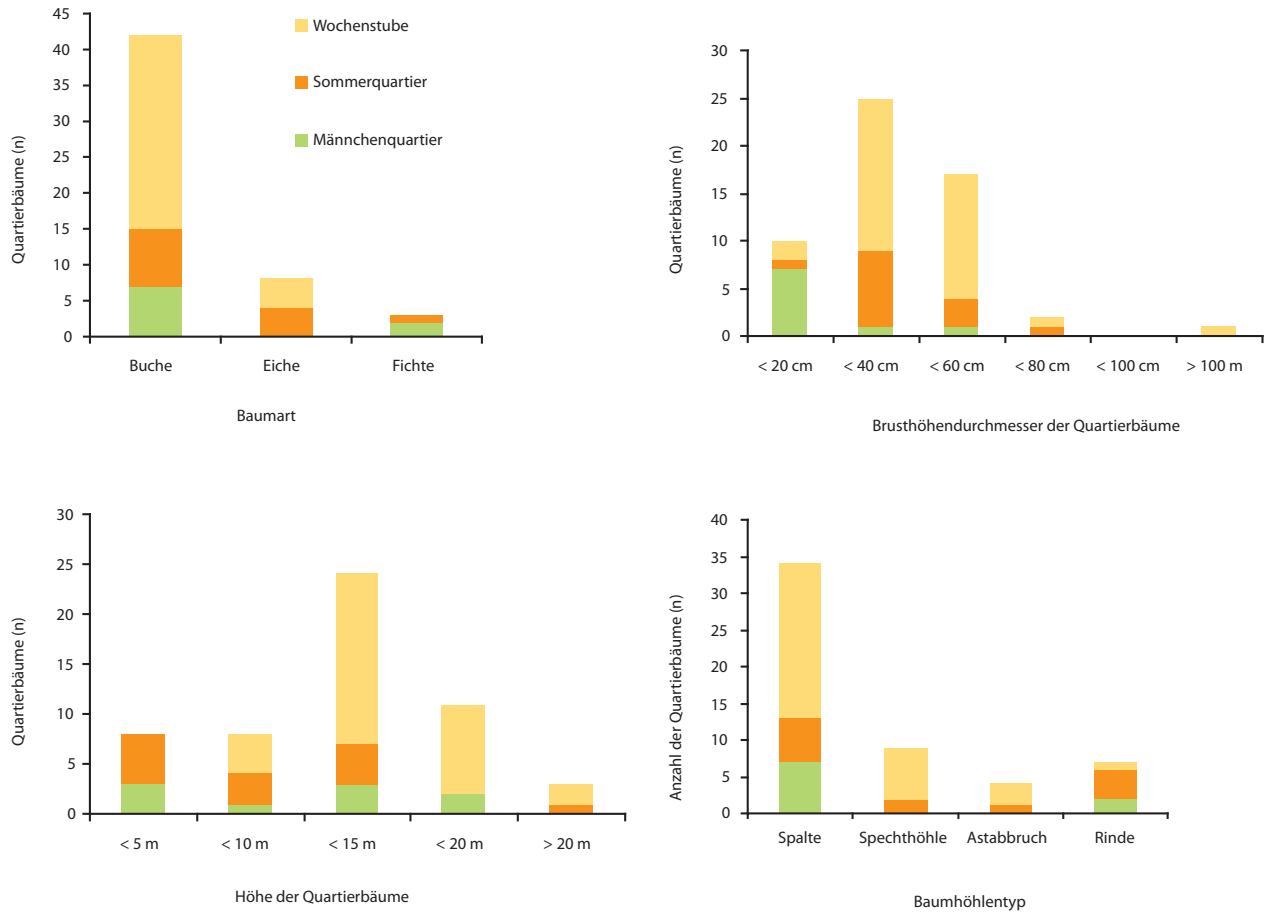 45
40
35
30
25
20
15
10
5
0
Quartierbäume (n)
Wochenstube
Sommerquartier
Männchenquartier
Buche Eiche Fichte
Baumart
30
25
20
15
10
5
0
Quartierbäume (n)
< 20 cm < 40 cm < 60 cm < 80 cm < 100 cm > 100 m
Brusthöhendurchmesser der Quartierbäume
30
25
20
15
10
5
0
Quartierbäume (n)
< 5 m < 10 m < 15 m < 20 m > 20 m
Höhe der Quartierbäume
40
35
30
25
20
15
10
5
0
Anzahl der Quartierbäume (n)
Spalte Spechthöhle Astabbruch Rinde
Baumhöhlentyp